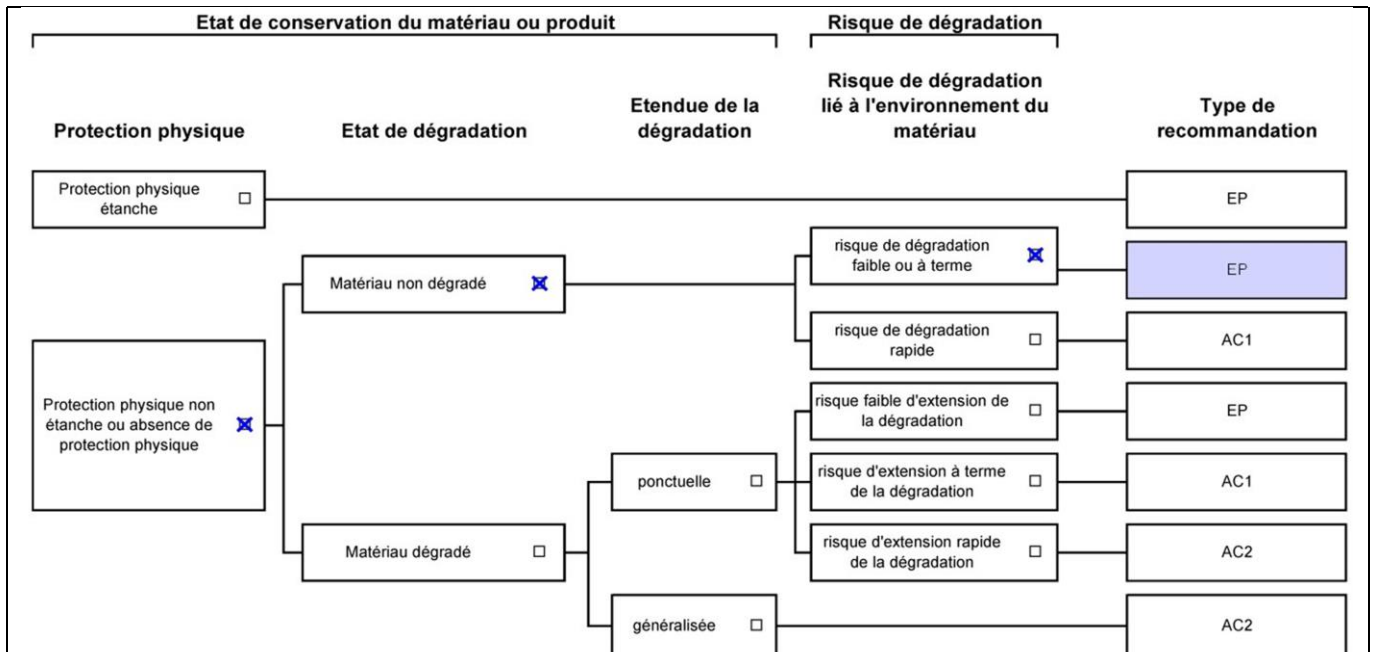 Etat de conservation du matériau ou produit
Risque de dégradation
Protection physique
Etat de dégradation
Etendue de la
dégradation
Risque de dégradation
lié à l'environnement du
matériau
Type de
recommandation
Protection physique
étanche
EP
risque de dégradation
faible ou à terme
EP
Matériau non dégradé
risque de dégradation
rapide
AC1
Protection physique non
étanche ou absence de
protection physique
risque faible d'extension de
la dégradation
EP
ponctuelle
risque d'extension à terme
de la dégradation
AC1
Matériau dégradé
risque d'extension rapide
de la dégradation
AC2
généralisée
AC2